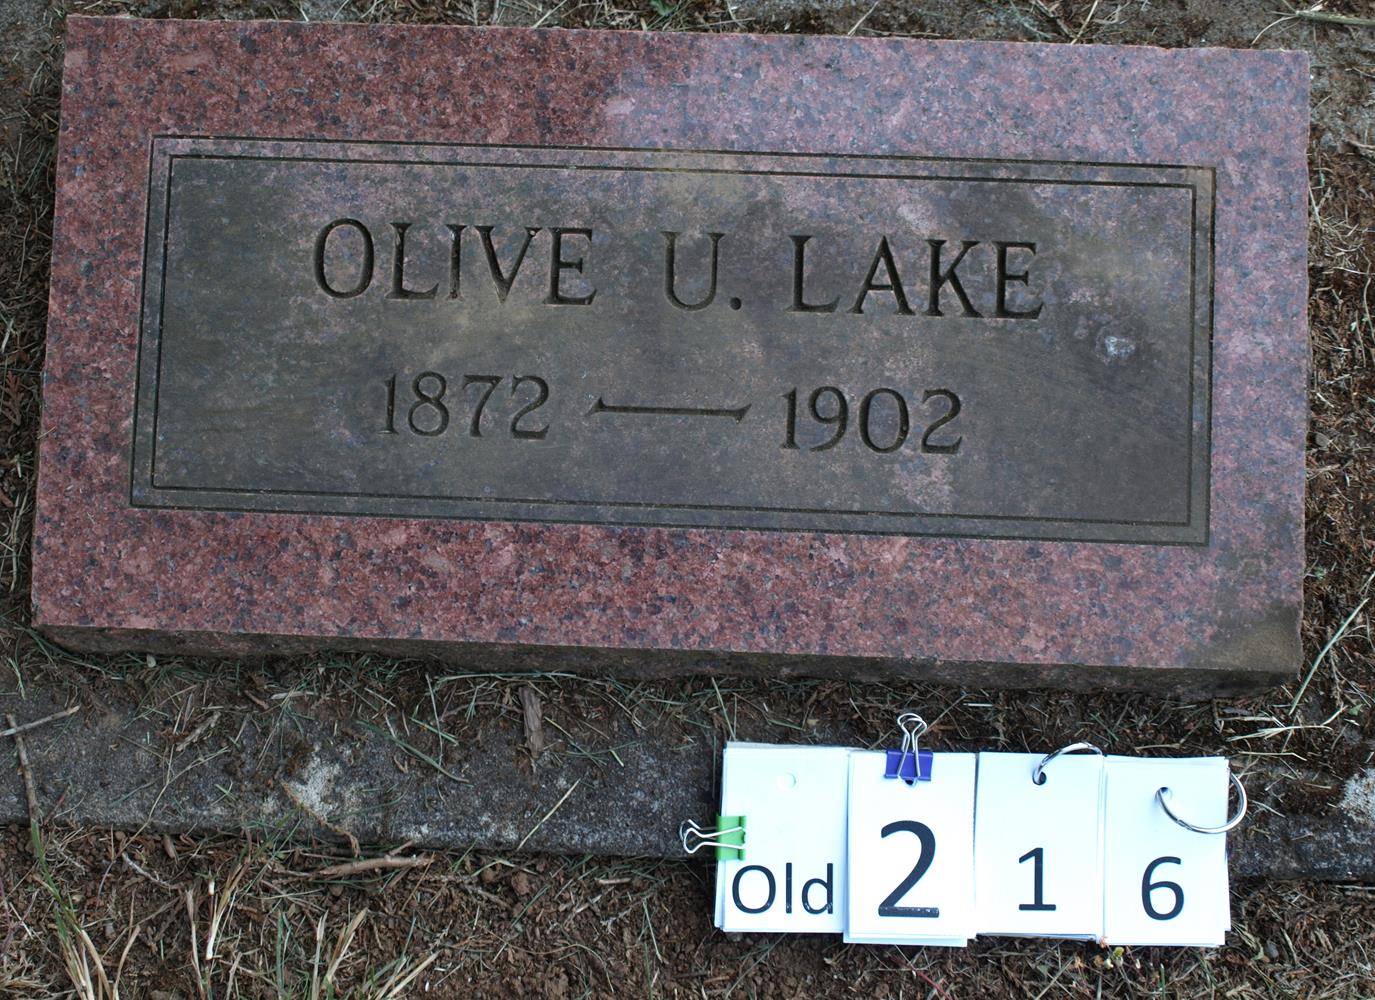 OLIVE U. LAKE
1872 — 1902
Old 2 1 6